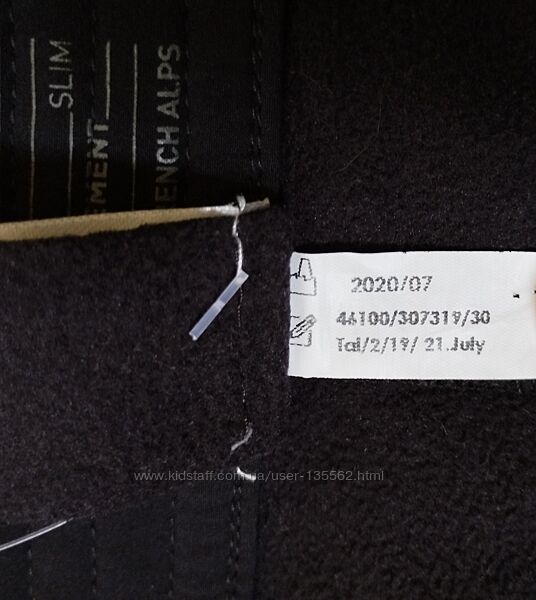 SLIM
EMENT
ENCH ALPS
2020/07
46100/307319/30
Tal/2/19/ 21.July
www.kidstaff.com.ua/user-135562.html